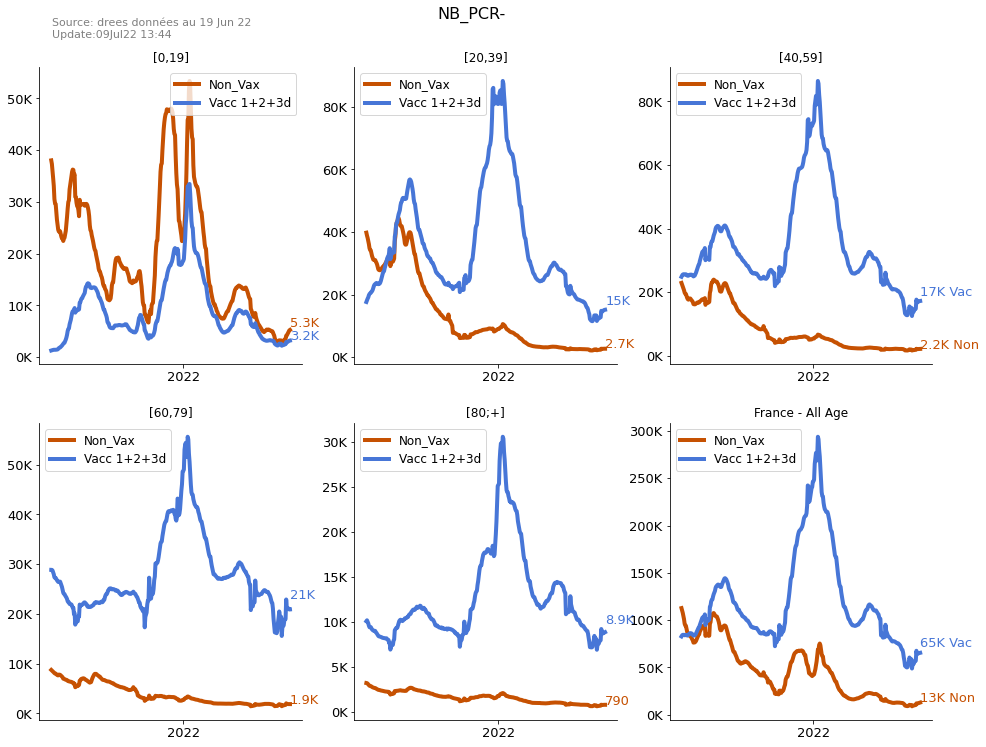 NB_PCR-
Source: drees données au 19 Jun 22
Update:09Jul22 13:44
[0,19]
Non_Vax
Vacc 1+2+3d
50K
40K
30K
20K
10K
0K
5.3K
3.2K
2022
[20,39]
Non_Vax
Vacc 1+2+3d
80K
60K
40K
20K
0K
15K
2.7K
2022
[40,59]
Non_Vax
Vacc 1+2+3d
80K
60K
40K
20K
0K
17K Vac
2.2K Non
2022
[60,79]
Non_Vax
Vacc 1+2+3d
50K
40K
30K
20K
10K
0K
21K
1.9K
2022
[80;+]
Non_Vax
Vacc 1+2+3d
30K
25K
20K
15K
10K
5K
0K
8.9K
790
2022
France - All Age
Non_Vax
Vacc 1+2+3d
300K
250K
200K
150K
100K
50K
0K
65K Vac
13K Non
2022